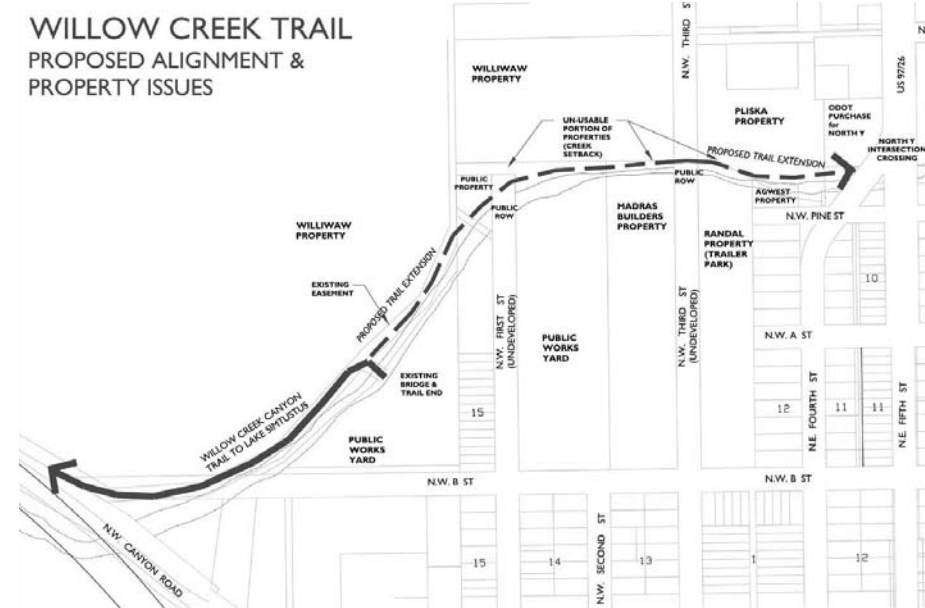 WILLOW CREEK TRAIL
PROPOSED ALIGNMENT &
PROPERTY ISSUES
N.W. THIRD ST
US 97/26
N
WILLIWAW
PROPERTY
UN-USABLE
PORTION OF
PROPERTIES
(CREEK
SETBACK)
PLISKA
PROPERTY
ODOT
PURCHASE
for
NORTH Y
NORTH Y
INTERSECTION
CROSSING
PROPOSED TRAIL EXTENSION
PUBLIC
PROPERTY
PUBLIC
ROW
PUBLIC
ROW
AGWEST
PROPERTY
MADRAS
BUILDERS
PROPERTY
N.W. PINE ST
WILLIWAW
PROPERTY
RANDAL
PROPERTY
(TRAILER
PARK)
EXISTING
EASEMENT
PROPOSED TRAIL EXTENSION
10
N.W. FIRST ST
(UNDEVELOPED)
N.W. THIRD ST
(UNDEVELOPED)
PUBLIC
WORKS
YARD
N.W. A ST
EXISTING
BRIDGE &
TRAIL END
15
12
N.E. FOURTH ST
11
11
N.E. FIFTH ST
WILLOW CREEK CANYON
TRAIL TO LAKE SIMTUSTUS
PUBLIC
WORKS
YARD
N.W. B ST
N.W. B ST
N.W. CANYON ROAD
15
14
N.W. SECOND ST
13
1
12